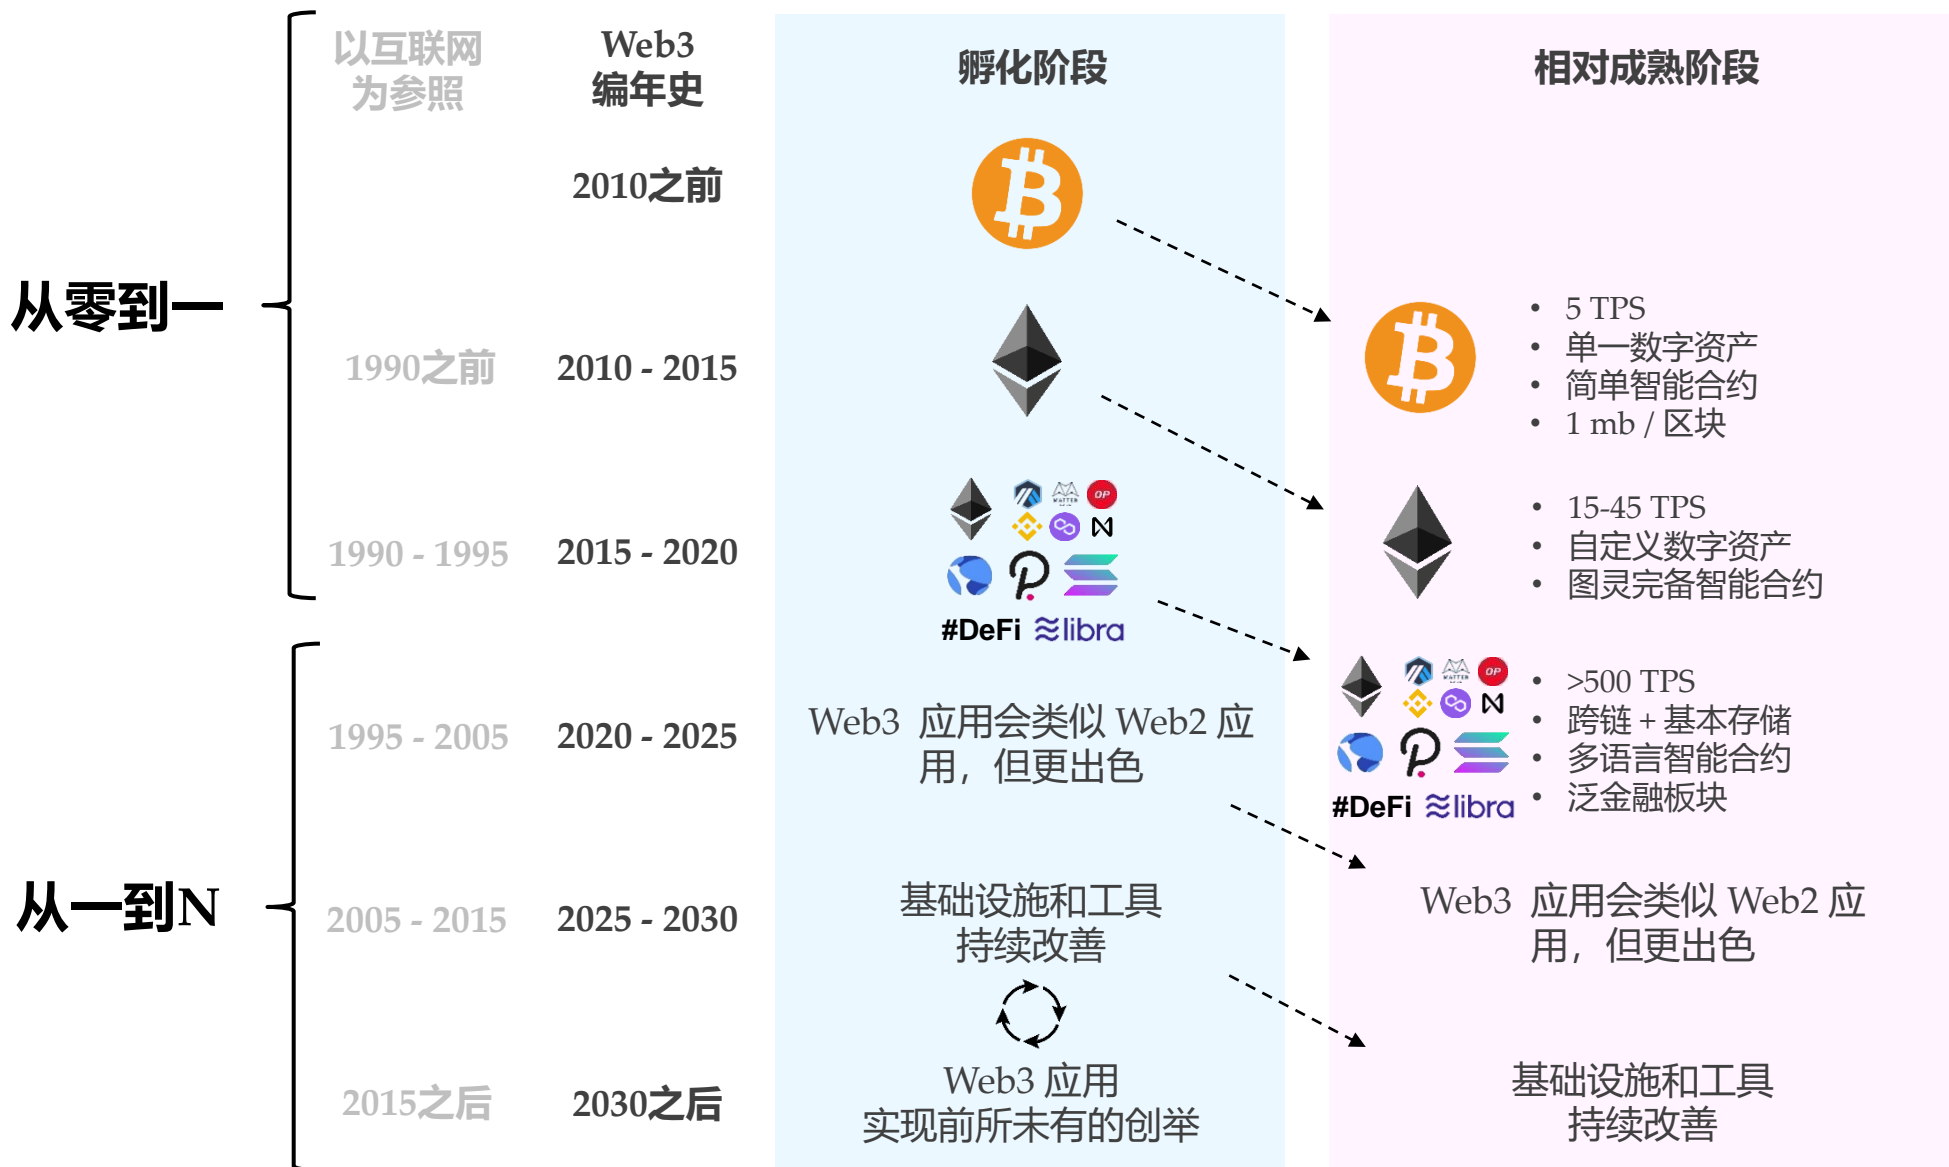 以互联网
为参照
Web3
编年史
孵化阶段
相对成熟阶段
从零到一
2010之前
1990之前
2010 - 2015
• 5 TPS
• 单一数字资产
• 简单智能合约
• 1 mb / 区块
1990 - 1995
2015 - 2020
MATTER
OP
#DeFi
libra
• 15-45 TPS
• 自定义数字资产
• 图灵完备智能合约
从一到N
1995 - 2005
2020 - 2025
Web3 应用会类似 Web2 应
用，但更出色
MATTER
OP
#DeFi
libra
• >500 TPS
• 跨链 + 基本存储
• 多语言智能合约
• 泛金融板块
2005 - 2015
2025 - 2030
基础设施和工具
持续改善
Web3 应用会类似 Web2 应
用，但更出色
2015之后
2030之后
Web3 应用
实现前所未有的创举
基础设施和工具
持续改善